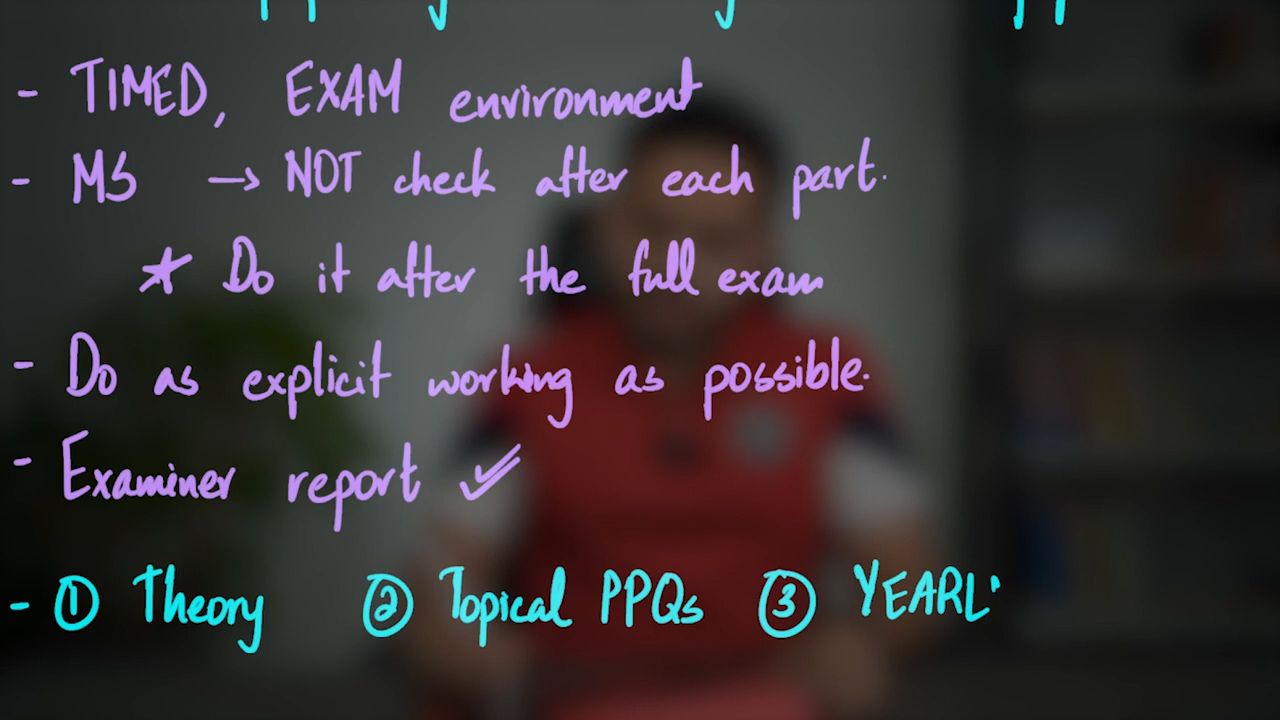 - TIMED, EXAM environment
- MS → NOT check after each part.
★ Do it after the full exam
- Do as explicit working as possible.
- Examiner report ✓
- ① Theory ② Topical PPQs ③ YEARL